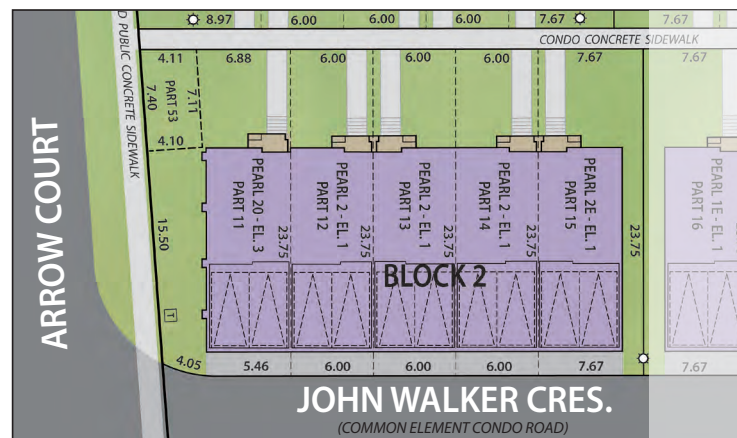 8.97 6.00 6.00 6.00 7.67 7.67
CONDO CONCRETE SIDEWALK
4.11 6.88 6.00 6.00 6.00 7.67 7.67
D PUBLIC CONCRETE SIDEWALK
PART 53
7.40
7.11
4.10
ARROW COURT
15.50
PEARL 20 - EL. 3
PART 11
23.75
PEARL 2 - EL. 1
PART 12
23.75
PEARL 2 - EL. 1
PART 13
23.75
PEARL 2 - EL. 1
PART 14
23.75
PEARL 2E - EL. 1
PART 15
23.75
PEARL 1E - EL. 1
PART 16
BLOCK 2
T
4.05
5.46 6.00 6.00 6.00 7.67 7.67
JOHN WALKER CRES.
(COMMON ELEMENT CONDO ROAD)